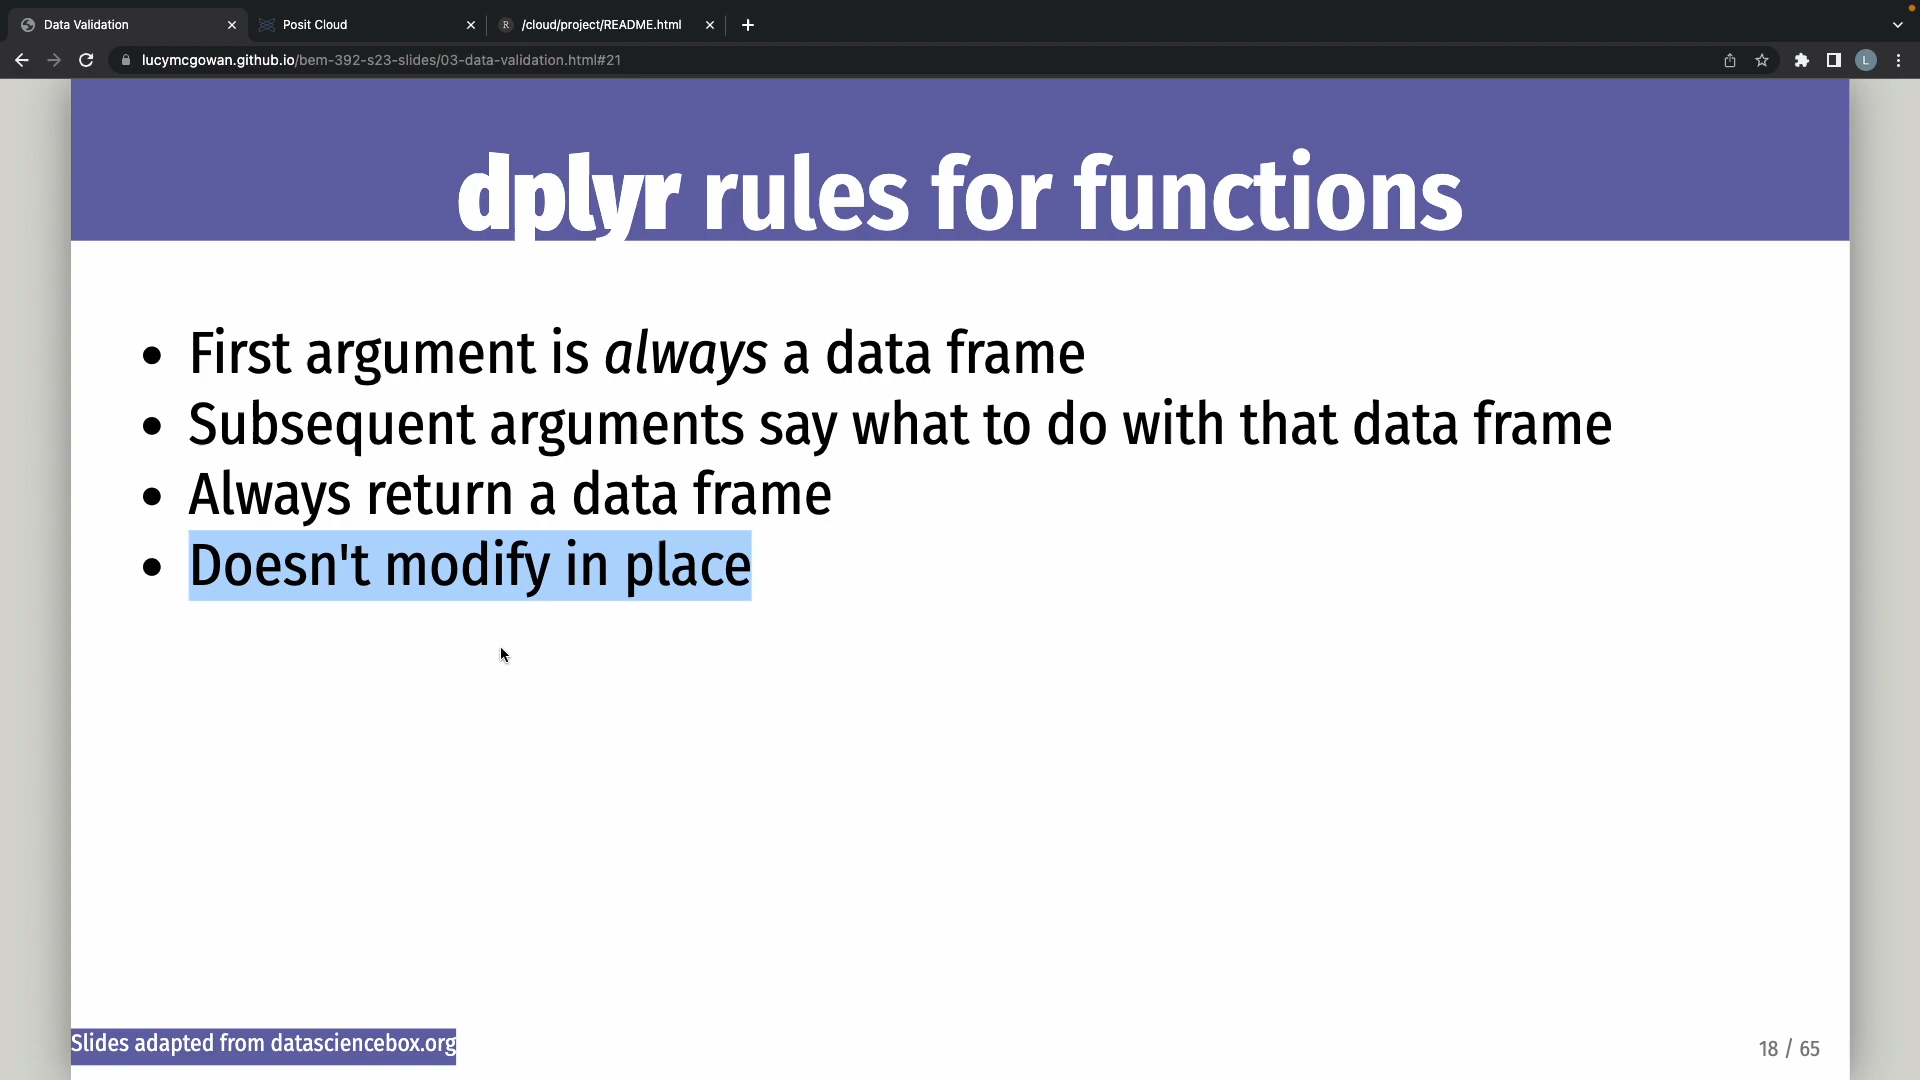 Data Validation
Posit Cloud
/cloud/project/README.html
lucymcgowan.github.io/bem-392-s23-slides/03-data-validation.html#21
L
dplyr rules for functions
First argument is always a data frame
Subsequent arguments say what to do with that data frame
Always return a data frame
Doesn't modify in place
Slides adapted from datasciencebox.org
18 / 65